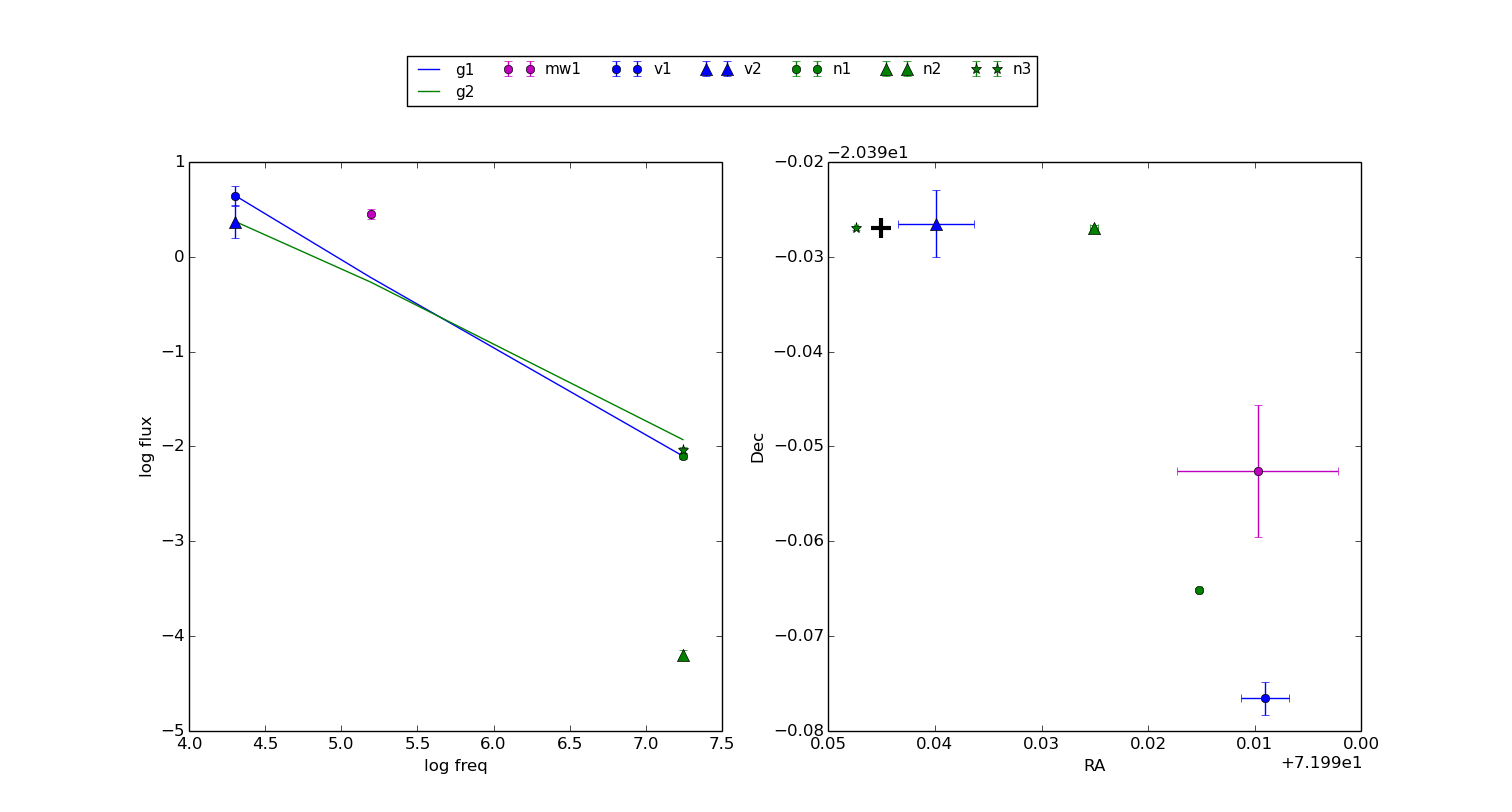 g1 mw1 v1 v2 n1 n2 n3
g2
−2.039e1
1
0
−1
−2
−3
−4
−5
log flux
4.0 4.5 5.0 5.5 6.0 6.5 7.0 7.5
log freq
−0.02
−0.03
−0.04
−0.05
−0.06
−0.07
−0.08
Dec
0.05 0.04 0.03 0.02 0.01 0.00
RA
+7.199e1